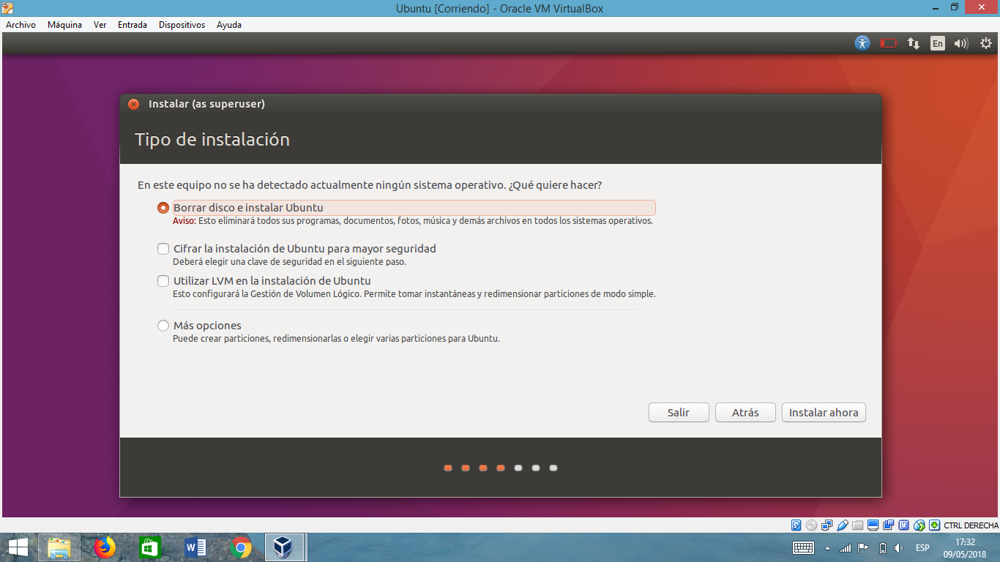 Ubuntu [Corriendo] - Oracle VM VirtualBox
Archivo Máquina Ver Entrada Dispositivos Ayuda
En
Instalar (as superuser)
Tipo de instalación
En este equipo no se ha detectado actualmente ningún sistema operativo. ¿Qué quiere hacer?
Borrar disco e instalar Ubuntu
Aviso: Esto eliminará todos sus programas, documentos, fotos, música y demás archivos en todos los sistemas operativos.
Cifrar la instalación de Ubuntu para mayor seguridad
Deberá elegir una clave de seguridad en el siguiente paso.
Utilizar LVM en la instalación de Ubuntu
Esto configurará la Gestión de Volumen Lógico. Permite tomar instantáneas y redimensionar particiones de modo simple.
Más opciones
Puede crear particiones, redimensionarlas o elegir varias particiones para Ubuntu.
Salir Atrás Instalar ahora
CTRL DERECHA
ESP
17:32
09/05/2018